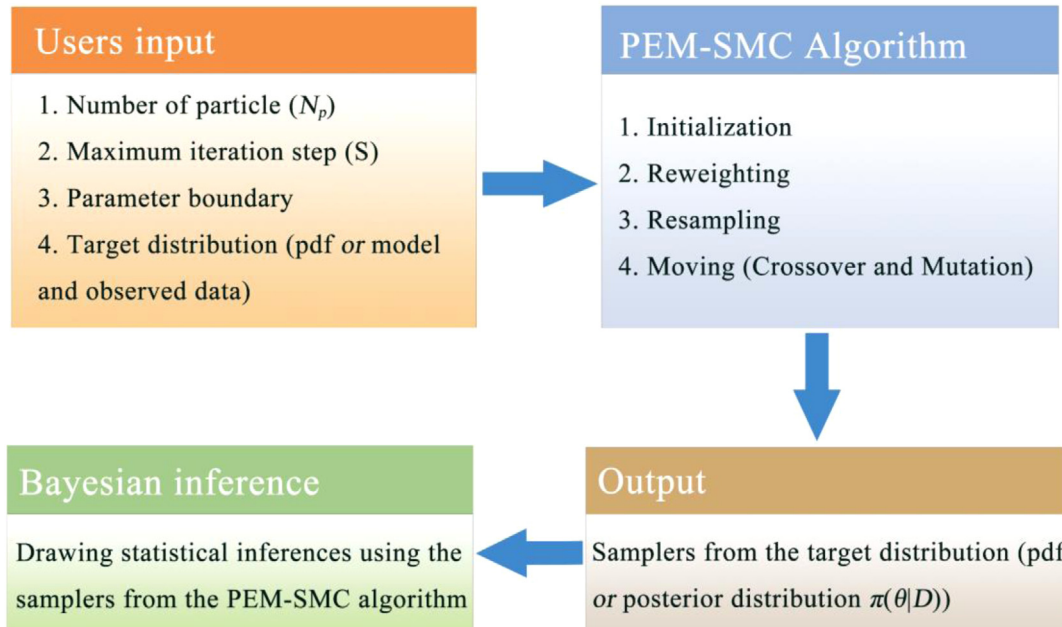 Users input
1. Number of particle (Nₚ)
2. Maximum iteration step (S)
3. Parameter boundary
4. Target distribution (pdf or model
and observed data)
PEM-SMC Algorithm
1. Initialization
2. Reweighting
3. Resampling
4. Moving (Crossover and Mutation)
Output
Samplers from the target distribution (pdf
or posterior distribution π(θ|D))
Bayesian inference
Drawing statistical inferences using the
samplers from the PEM-SMC algorithm